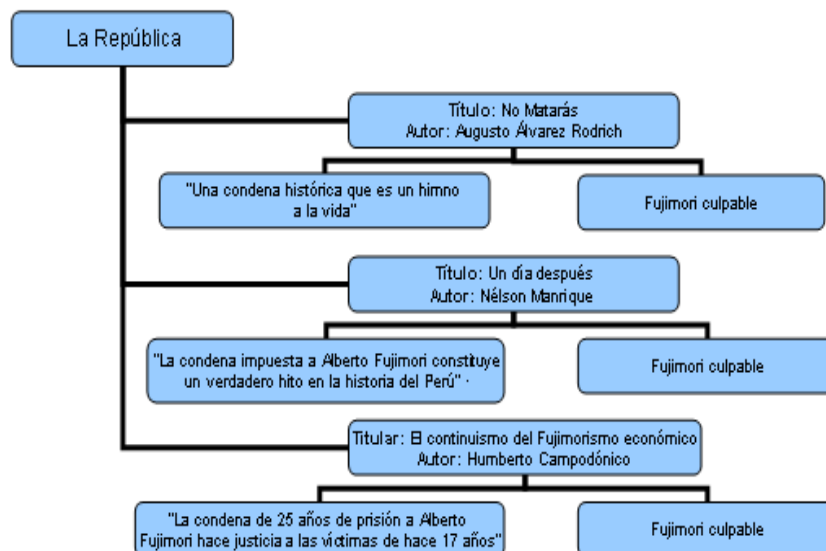 La República
Título: No Matarás
Autor: Augusto Álvarez Rodrich
"Una condena histórica que es un himno
a la vida"
Fujimori culpable
Título: Un día después
Autor: Nélson Manrique
"La condena impuesta a Alberto Fujimori constituye
un verdadero hito en la historia del Perú" ·
Fujimori culpable
Titular: El continuismo del Fujimorismo económico
Autor: Humberto Campodónico
"La condena de 25 años de prisión a Alberto
Fujimori hace justicia a las víctimas de hace 17 años"
Fujimori culpable